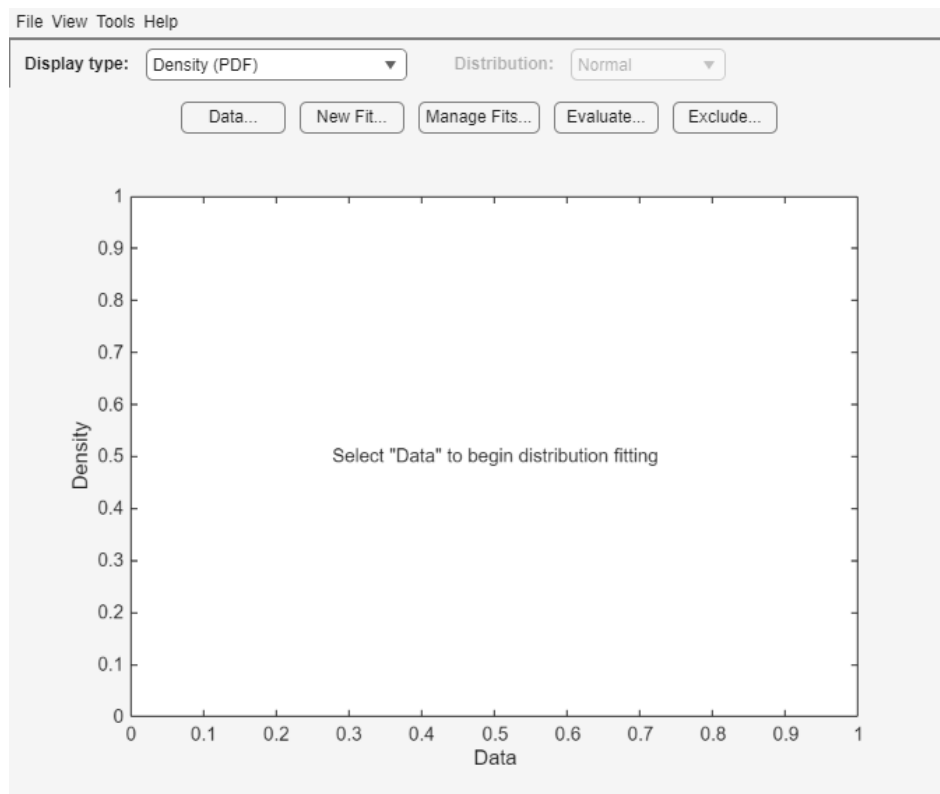 File View Tools Help
Display type: Density (PDF) Distribution: Normal
Data... New Fit... Manage Fits... Evaluate... Exclude...
1
0.9
0.8
0.7
0.6
0.5
0.4
0.3
0.2
0.1
0
Density
Select "Data" to begin distribution fitting
0 0.1 0.2 0.3 0.4 0.5 0.6 0.7 0.8 0.9 1
Data